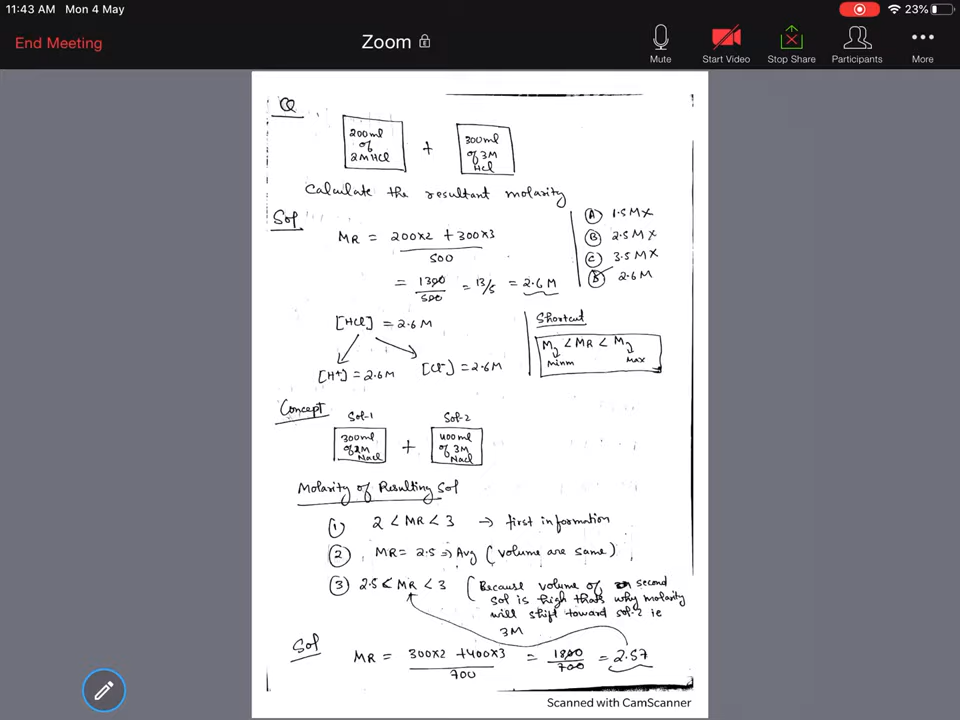 11:43 AM Mon 4 May
23%
End Meeting
Zoom
Mute
Start Video
Stop Share
Participants
More
Q
200ml
of
2M HCl
+
300ml
of 3M
HCl
Calculate the resultant molarity
Sol
MR = 200×2 + 300×3
500
= 1300 = 13/5 = 2.6 M
500
[HCl] = 2.6 M
[H+] = 2.6 M [Cl-] = 2.6 M
A 1.5 M ×
B 2.5 M ×
C 3.5 M ×
D 2.6 M
Shortcut
M1 < MR < M2
Minm Max
Concept
Sol-1 Sol-2
300ml
of 2M
NaCl
+
400ml
of 3M
NaCl
Molarity of Resulting Sol
1 2 < MR < 3 → first information
2 MR = 2.5 ⇒ Avg (volume are same)
3 2.5 < MR < 3 (Because volume of second
sol is high thats why molarity
will shift toward sol-2 ie
3M
Sol
MR = 300×2 + 400×3 = 1800 = 2.57
700 700
Scanned with CamScanner